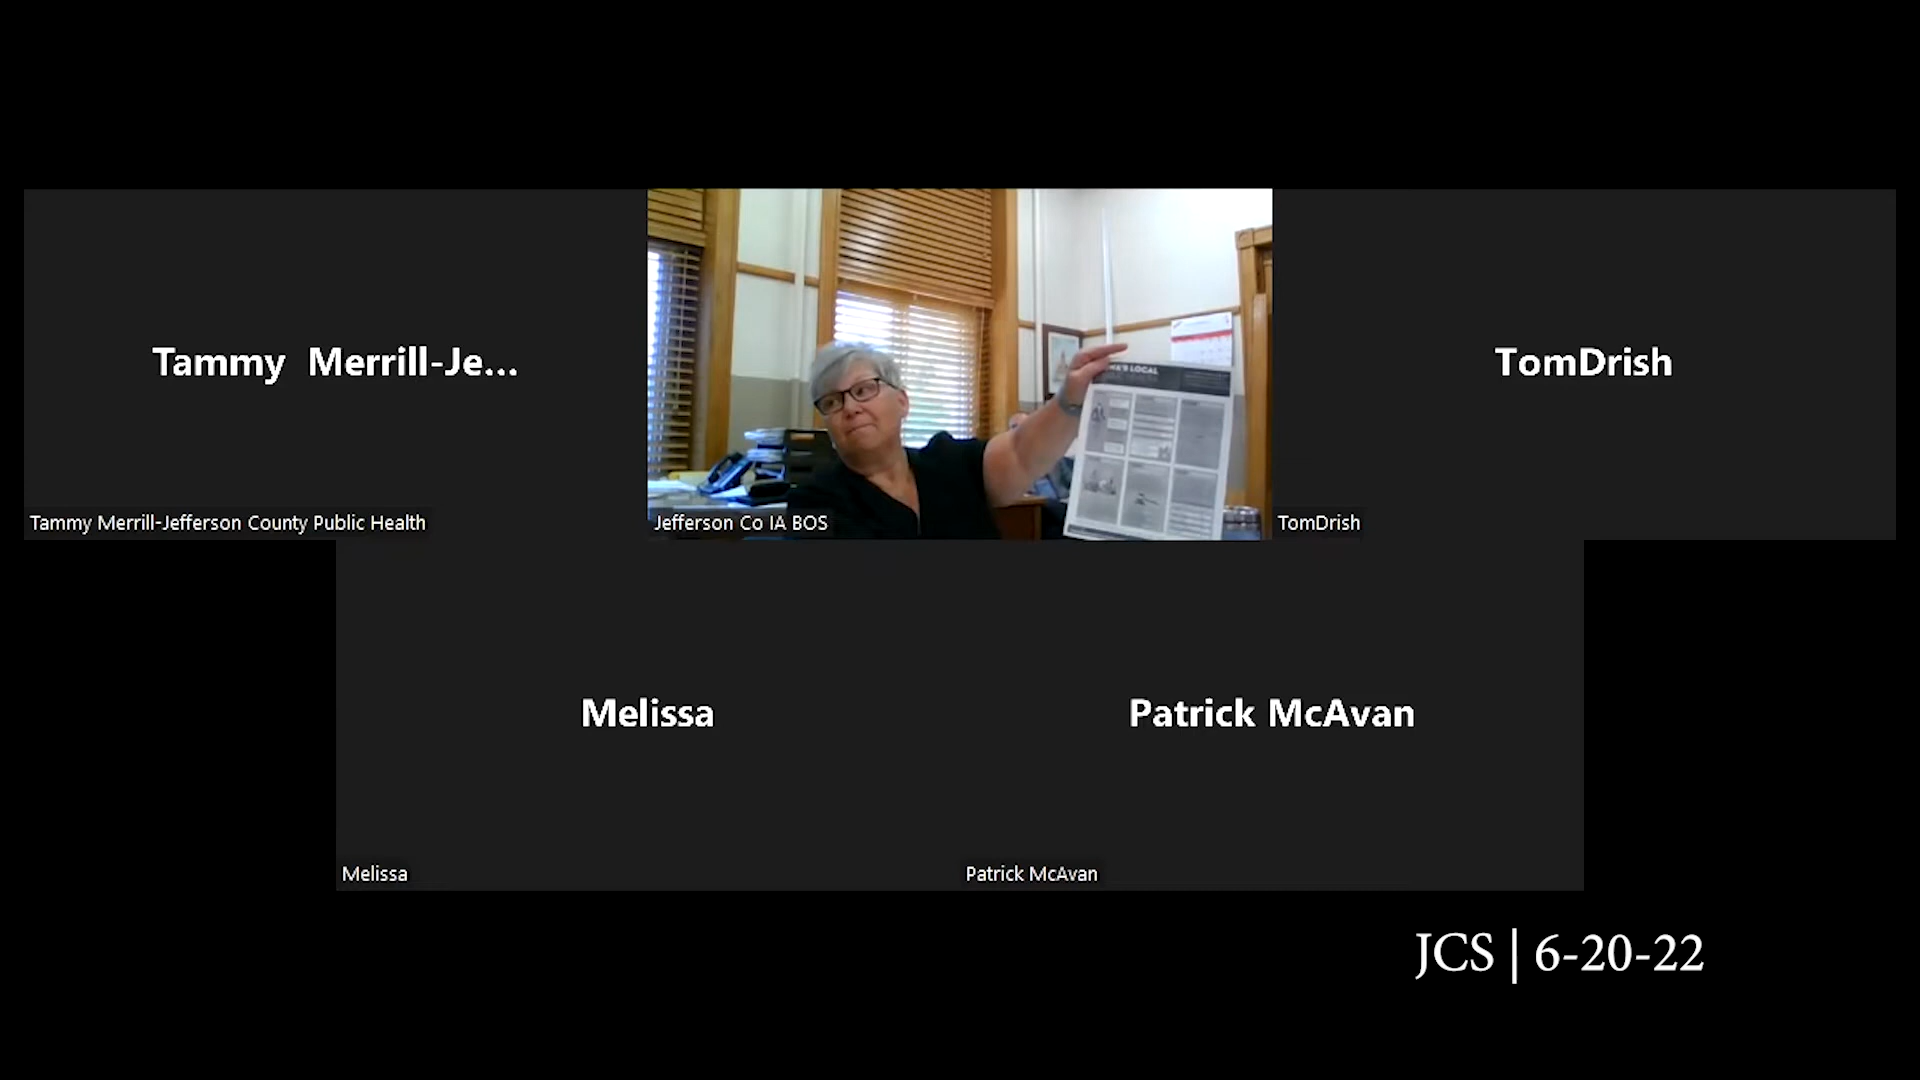 Tammy Merrill-Je...
TomDrish
LOCAL
Tammy Merrill-Jefferson County Public Health
Jefferson Co IA BOS
TomDrish
Melissa
Patrick McAvan
Melissa
Patrick McAvan
JCS | 6-20-22